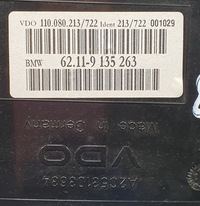 VDO 110.080.213/722 Ident 213/722 001029
BMW 62.11-9 135 263
Made in Germany
VDO